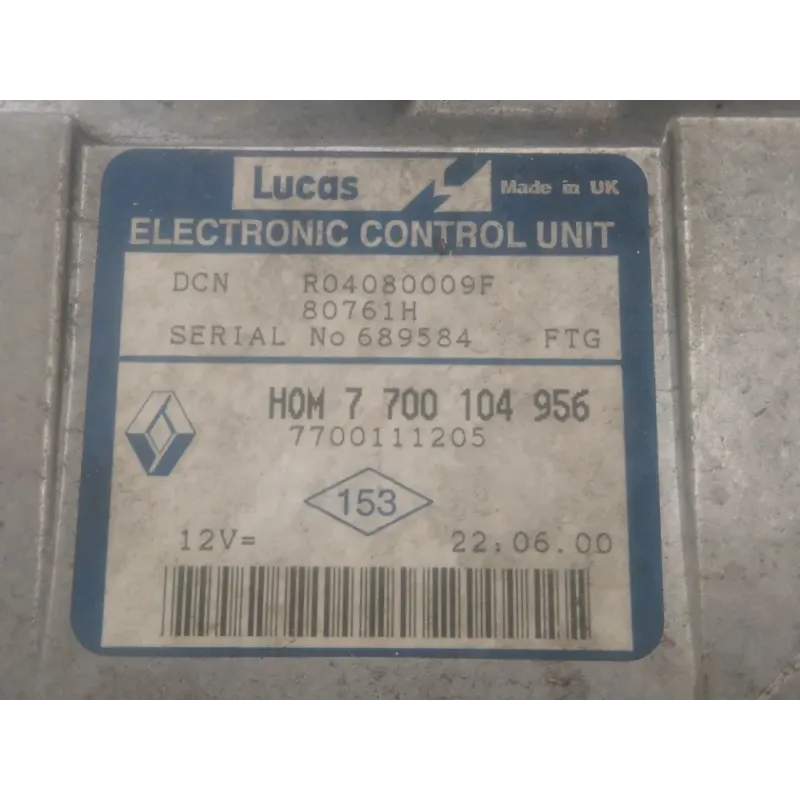 Lucas Made in UK
ELECTRONIC CONTROL UNIT
DCN R04080009F
80761H
SERIAL No 689584 FTG
HOM 7 700 104 956
7700111205
153
12V= 22.06.00